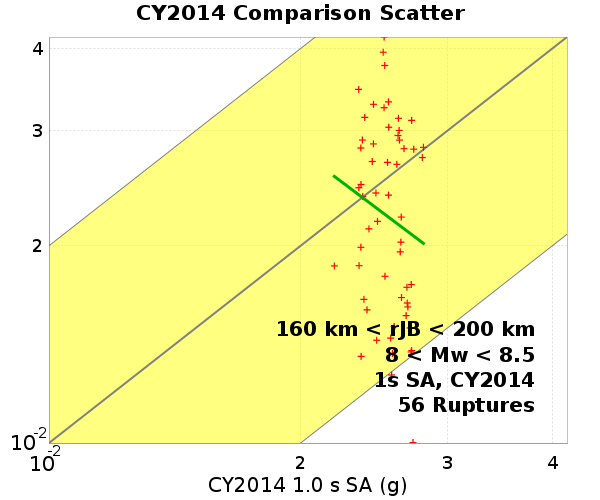 CY2014 Comparison Scatter
4
3
2
10-2
160 km < rJB < 200 km
8 < Mw < 8.5
1s SA, CY2014
56 Ruptures
10-2
2
3
4
CY2014 1.0 s SA (g)